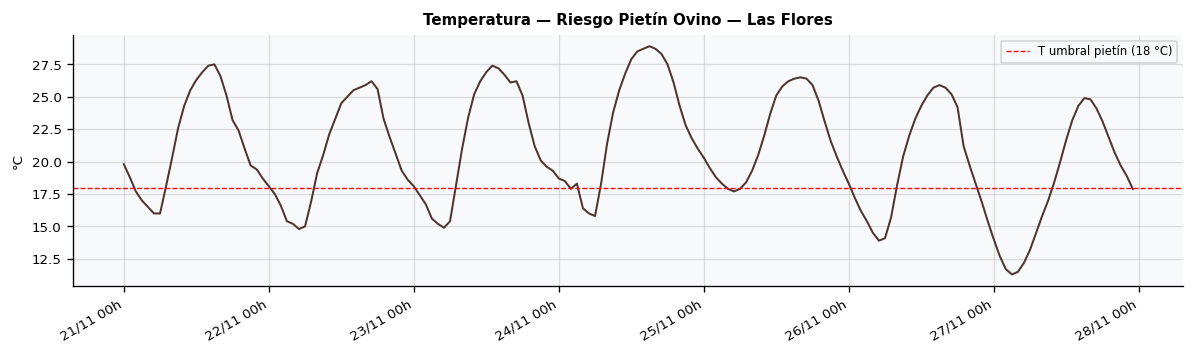 Temperatura — Riesgo Pietín Ovino — Las Flores
T umbral pietín (18 °C)
°C
27.5
25.0
22.5
20.0
17.5
15.0
12.5
21/11 00h
22/11 00h
23/11 00h
24/11 00h
25/11 00h
26/11 00h
27/11 00h
28/11 00h